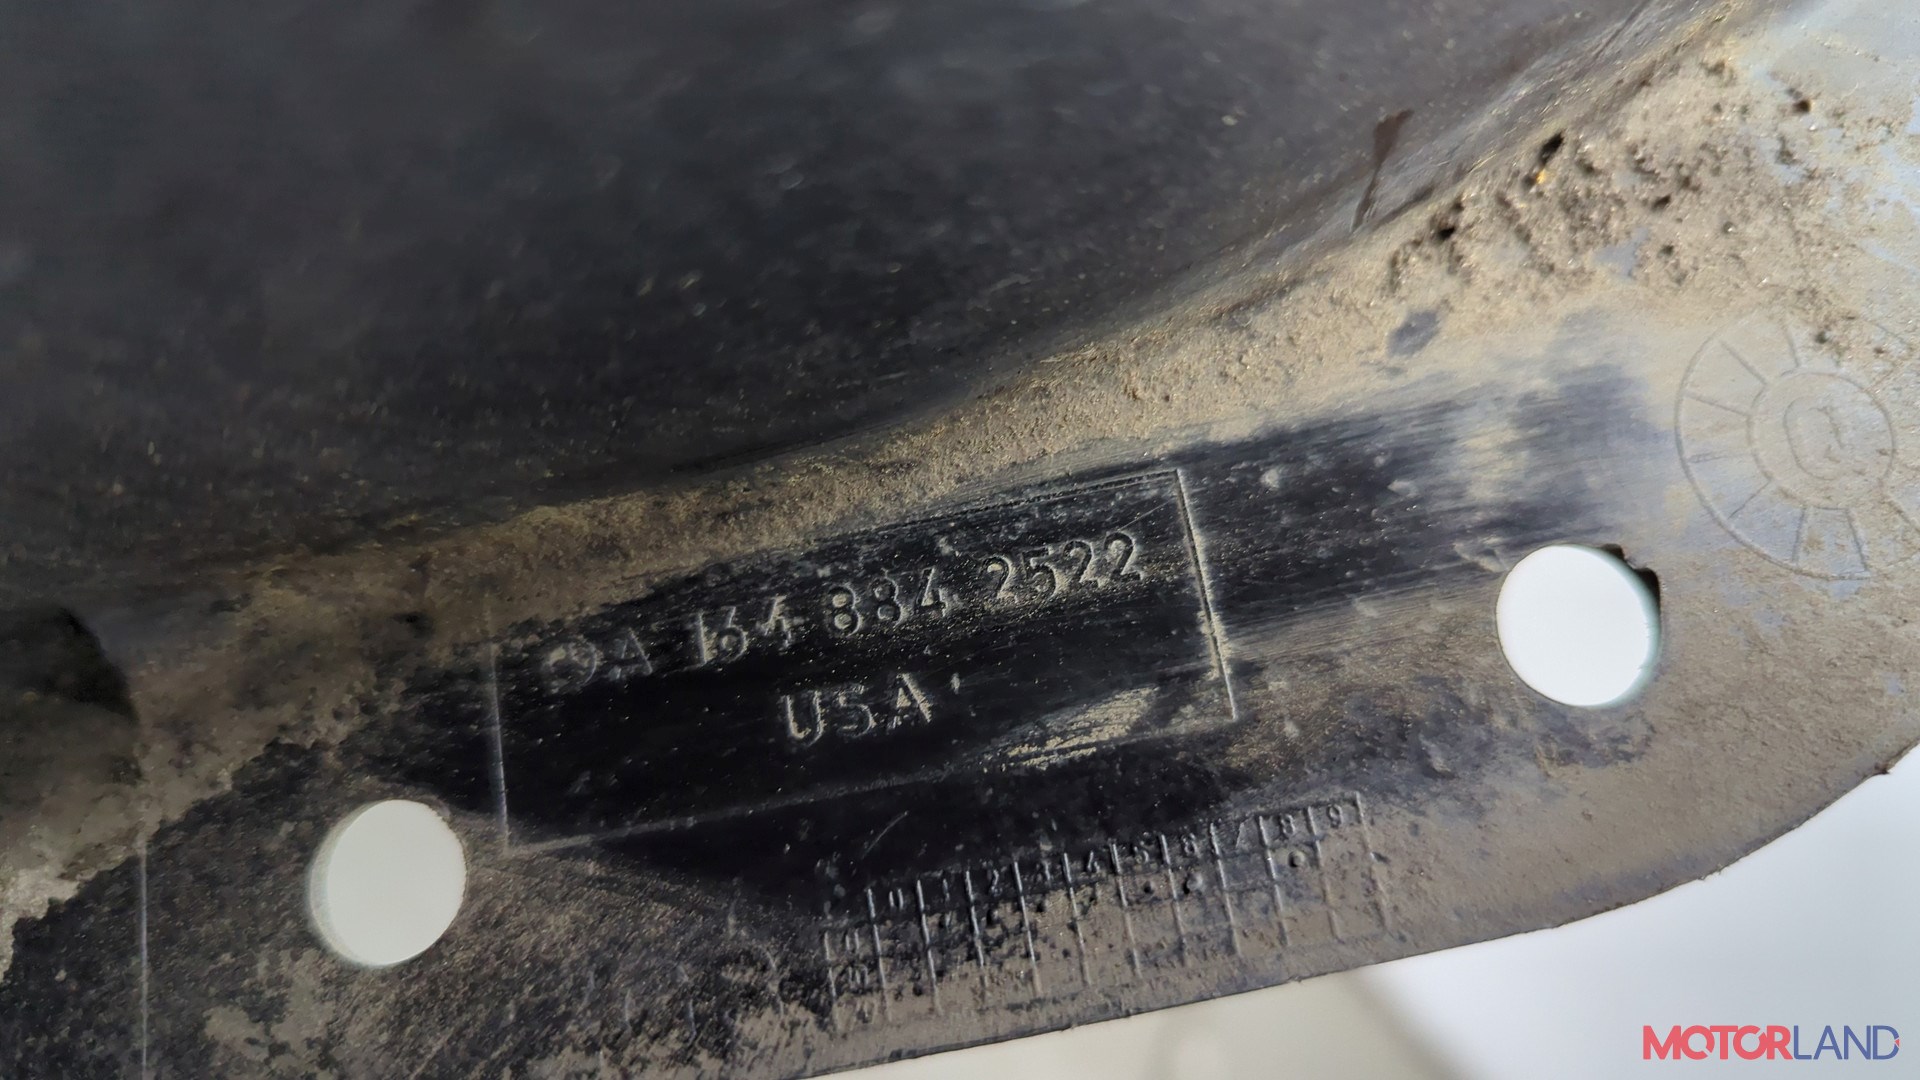 A 164 884 2522
USA
0 1 2 3 4 5 6 7 8 9
MOTORLAND